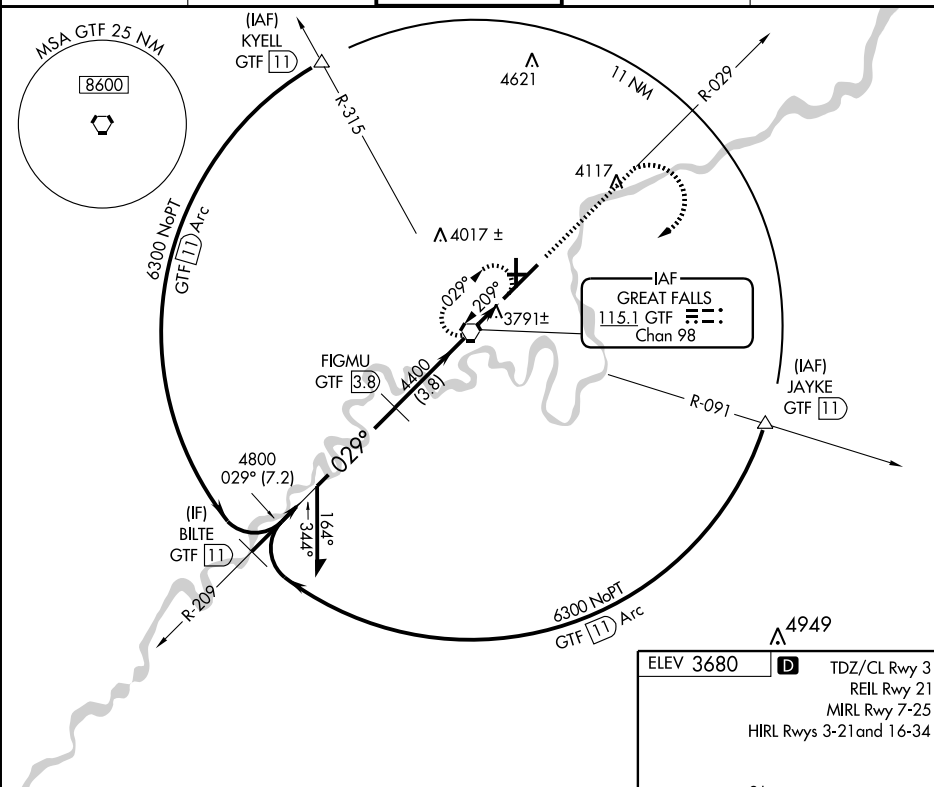 MSA GTF 25 NM
8600
(IAF)
KYELL
GTF 11
R-315
4621
11 NM
R-029
4117
4017 ±
6300 NoPT
GTF 11 Arc
029°
209°
3791±
IAF
GREAT FALLS
115.1 GTF
Chan 98
FIGMU
GTF 3.8
4400
(3.8)
(IAF)
JAYKE
GTF 11
R-091
029°
4800
029° (7.2)
(IF)
BILTE
GTF 11
164°
344°
R-209
6300 NoPT
GTF 11 Arc
4949
ELEV 3680
D
TDZ/CL Rwy 3
REIL Rwy 21
MIRL Rwy 7-25
HIRL Rwys 3-21and 16-34